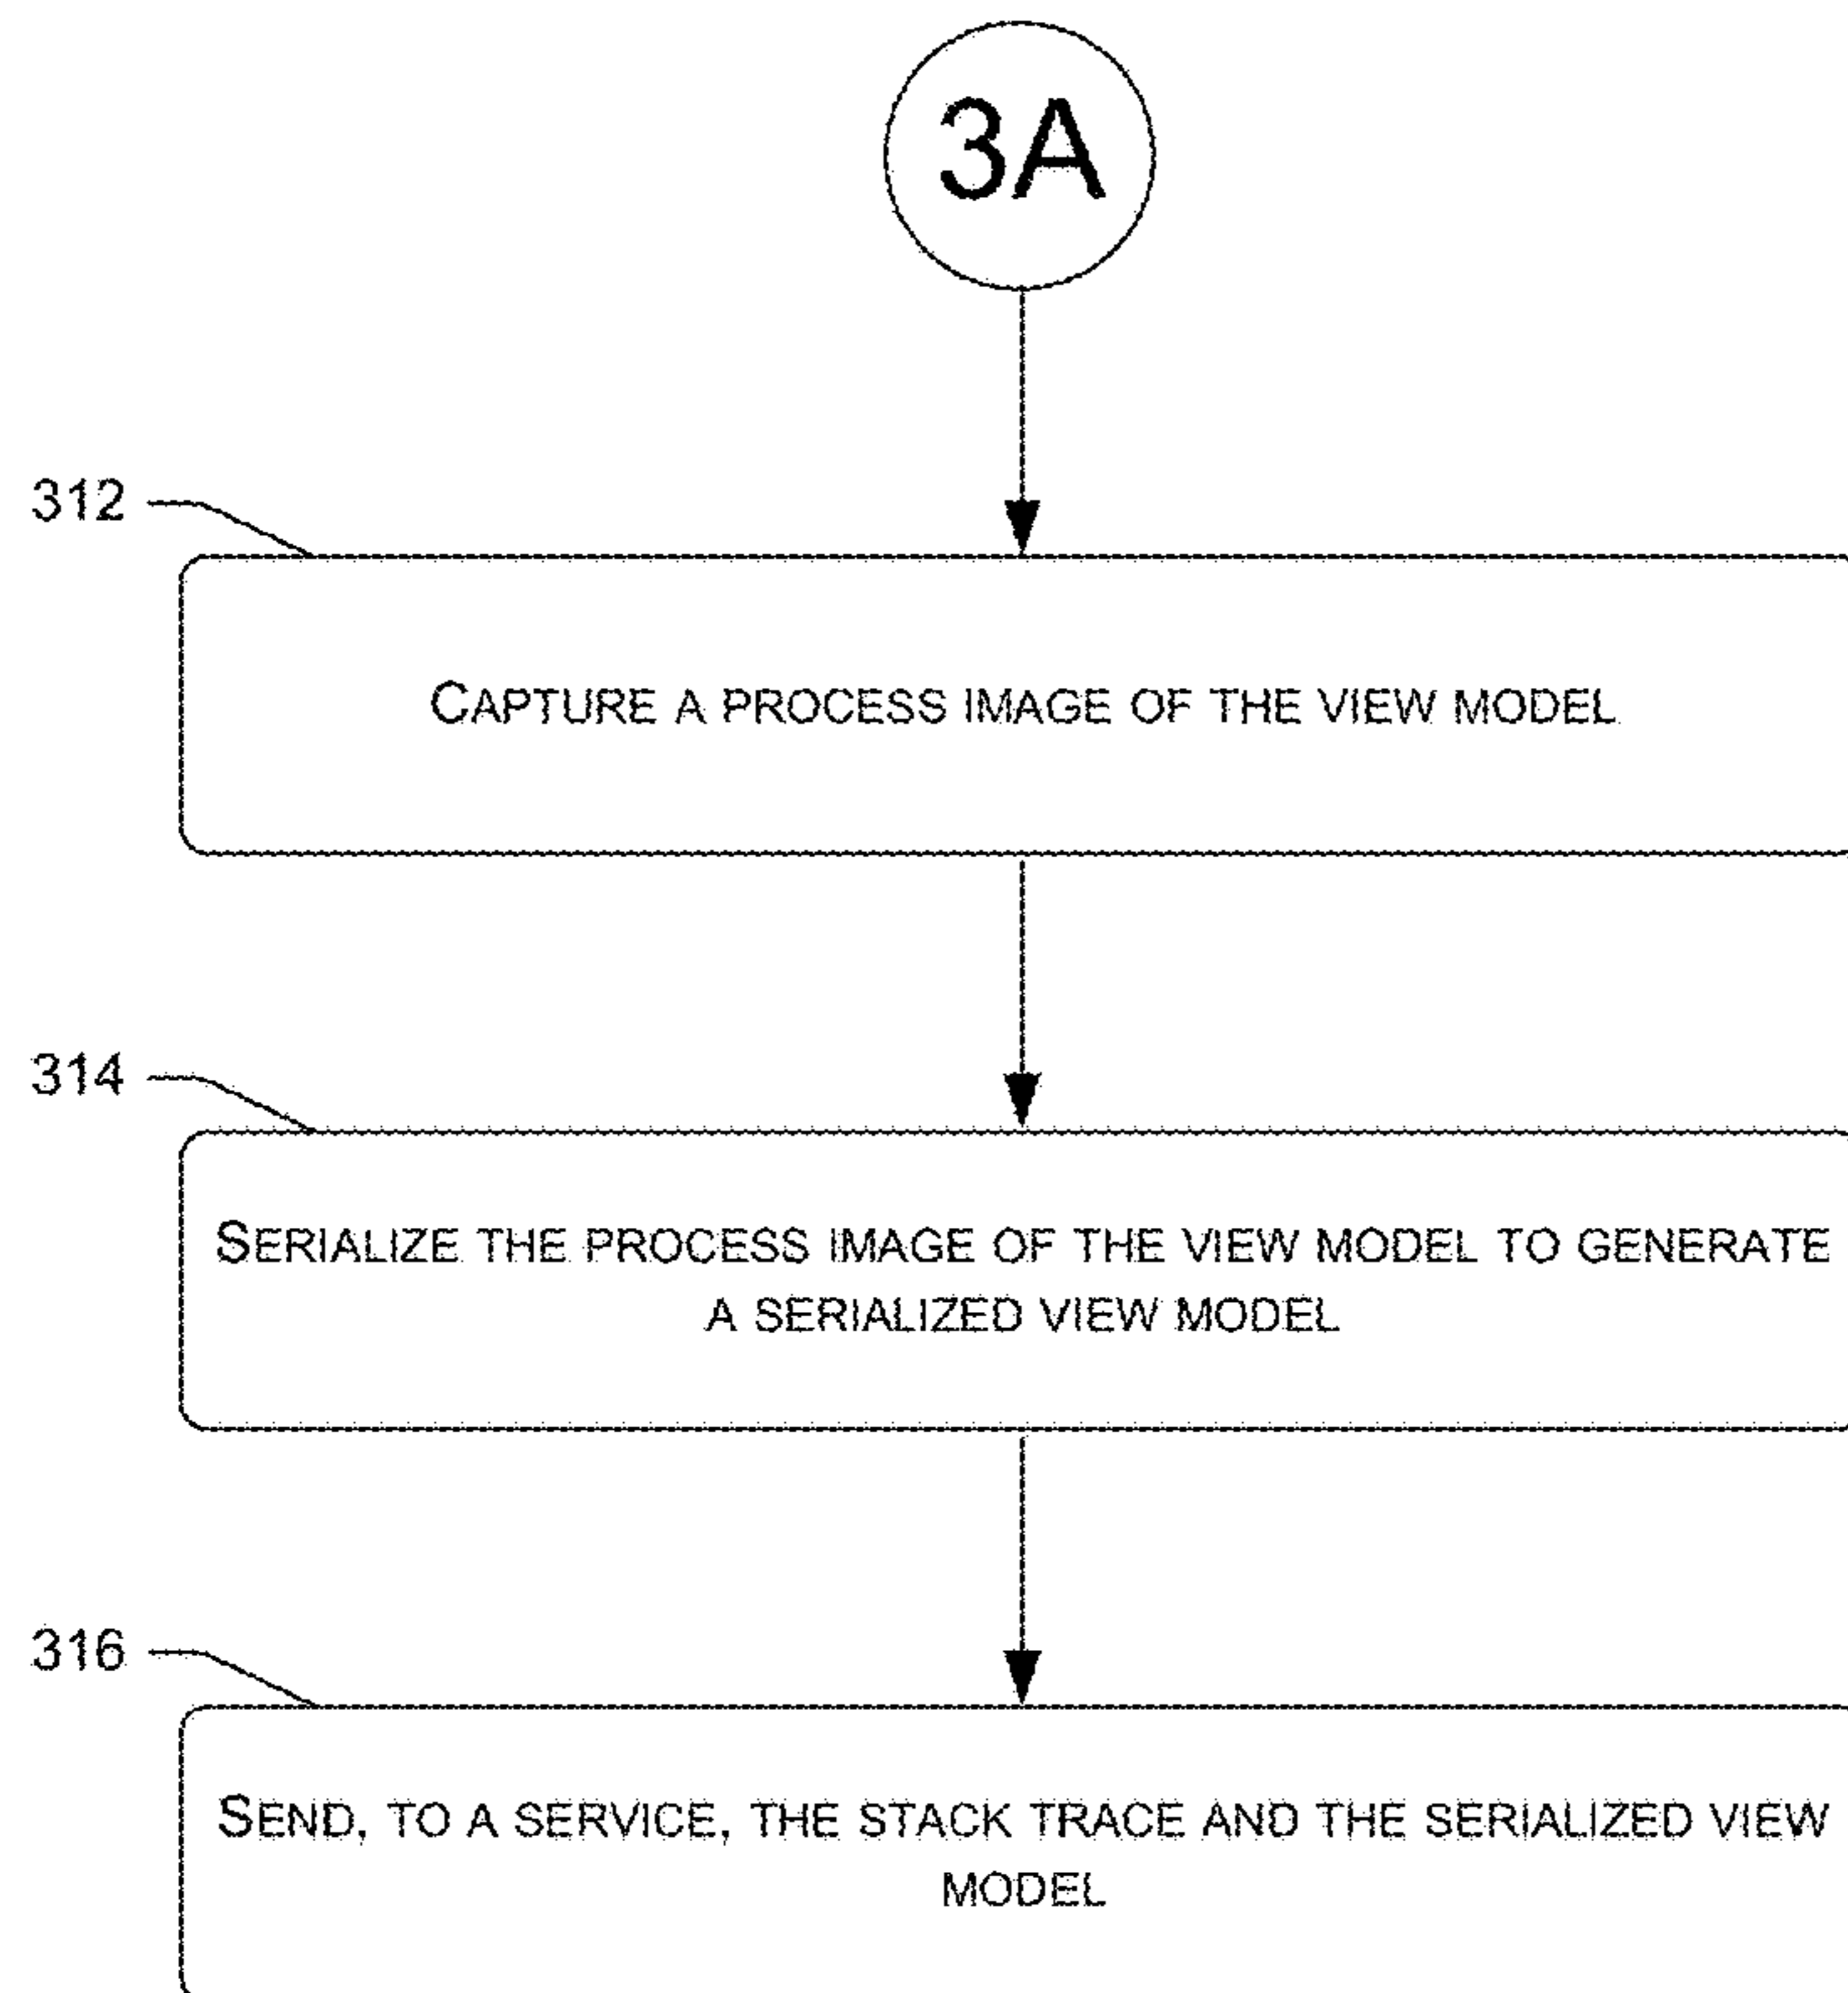 3A
312
CAPTURE A PROCESS IMAGE OF THE VIEW MODEL
314
SERIALIZE THE PROCESS IMAGE OF THE VIEW MODEL TO GENERATE
A SERIALIZED VIEW MODEL
316
SEND, TO A SERVICE, THE STACK TRACE AND THE SERIALIZED VIEW
MODEL